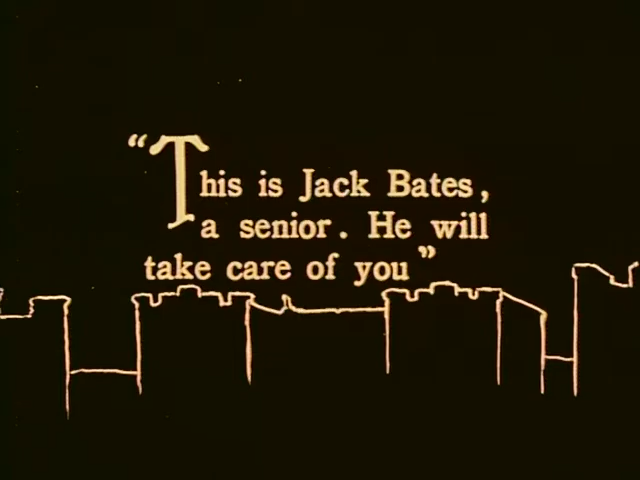 “This is Jack Bates,
a senior. He will
take care of you”